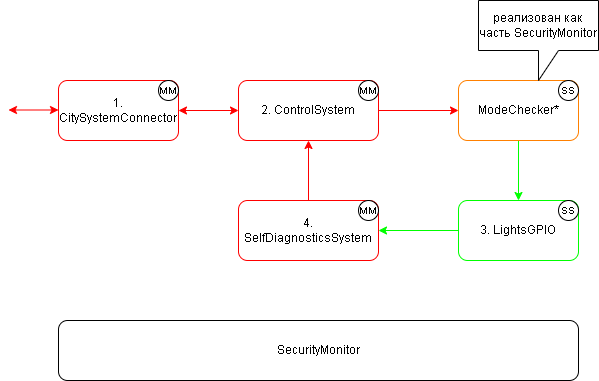 реализован как
часть SecurityMonitor
1.
CitySystemConnector
MM
2. ControlSystem
MM
ModeChecker*
SS
4.
SelfDiagnosticsSystem
MM
3. LightsGPIO
SS
SecurityMonitor